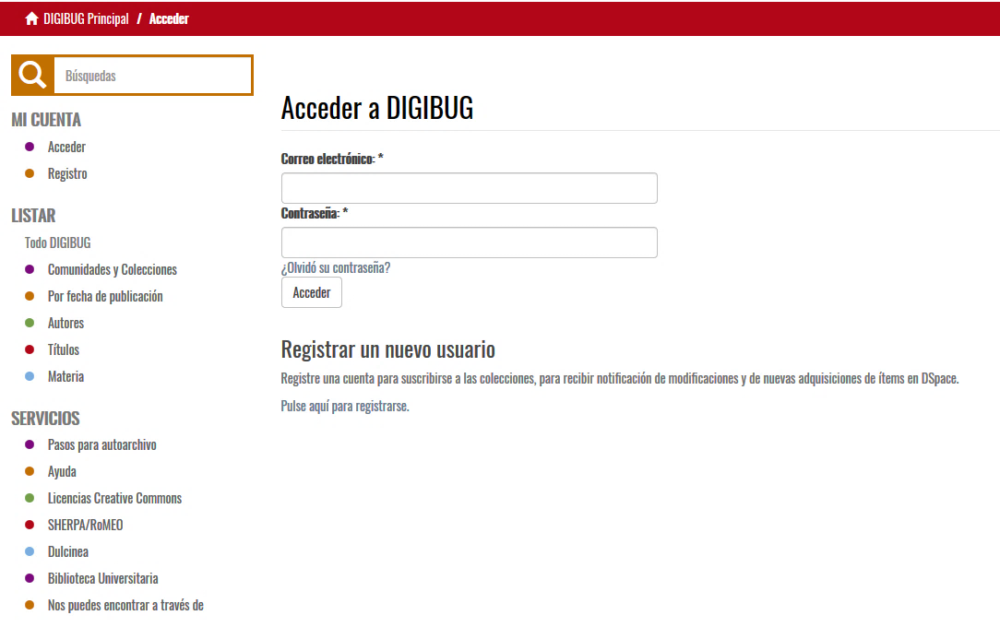 DIGIBUG Principal / Acceder
Búsquedas
MI CUENTA
Acceder
Registro
LISTAR
Todo DIGIBUG
Comunidades y Colecciones
Por fecha de publicación
Autores
Títulos
Materia
SERVICIOS
Pasos para autoarchivo
Ayuda
Licencias Creative Commons
SHERPA/RoMEO
Dulcinea
Biblioteca Universitaria
Nos puedes encontrar a través de
Acceder a DIGIBUG
Correo electrónico: *
Contraseña: *
¿Olvidó su contraseña?
Acceder
Registrar un nuevo usuario
Registre una cuenta para suscribirse a las colecciones, para recibir notificación de modificaciones y de nuevas adquisiciones de ítems en DSpace.
Pulse aquí para registrarse.